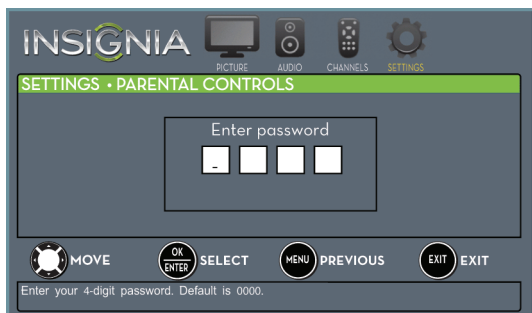 INSIGNIA
PICTURE AUDIO CHANNELS SETTINGS
SETTINGS • PARENTAL CONTROLS
Enter password
-
MOVE OK ENTER SELECT MENU PREVIOUS EXIT EXIT
Enter your 4-digit password. Default is 0000.